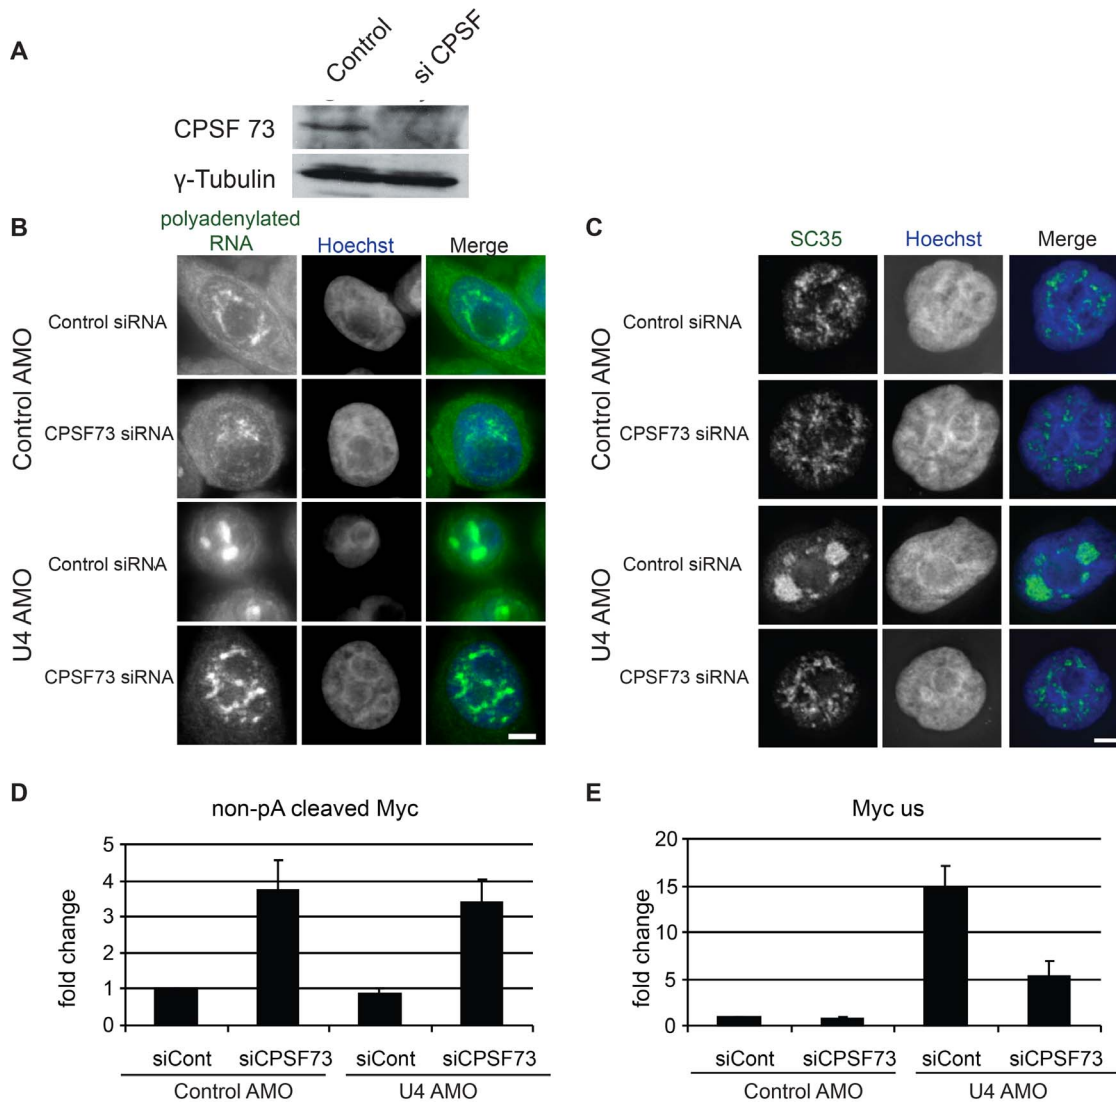 A
Control
si CPSF
CPSF 73
γ-Tubulin
B
polyadenylated
RNA
Hoechst
Merge
Control AMO
Control siRNA
CPSF73 siRNA
U4 AMO
Control siRNA
CPSF73 siRNA
C
SC35
Hoechst
Merge
Control AMO
Control siRNA
CPSF73 siRNA
U4 AMO
Control siRNA
CPSF73 siRNA
D
non-pA cleaved Myc
fold change
5
4
3
2
1
0
siCont
siCPSF73
siCont
siCPSF73
Control AMO
U4 AMO
E
Myc us
fold change
20
15
10
5
0
siCont
siCPSF73
siCont
siCPSF73
Control AMO
U4 AMO